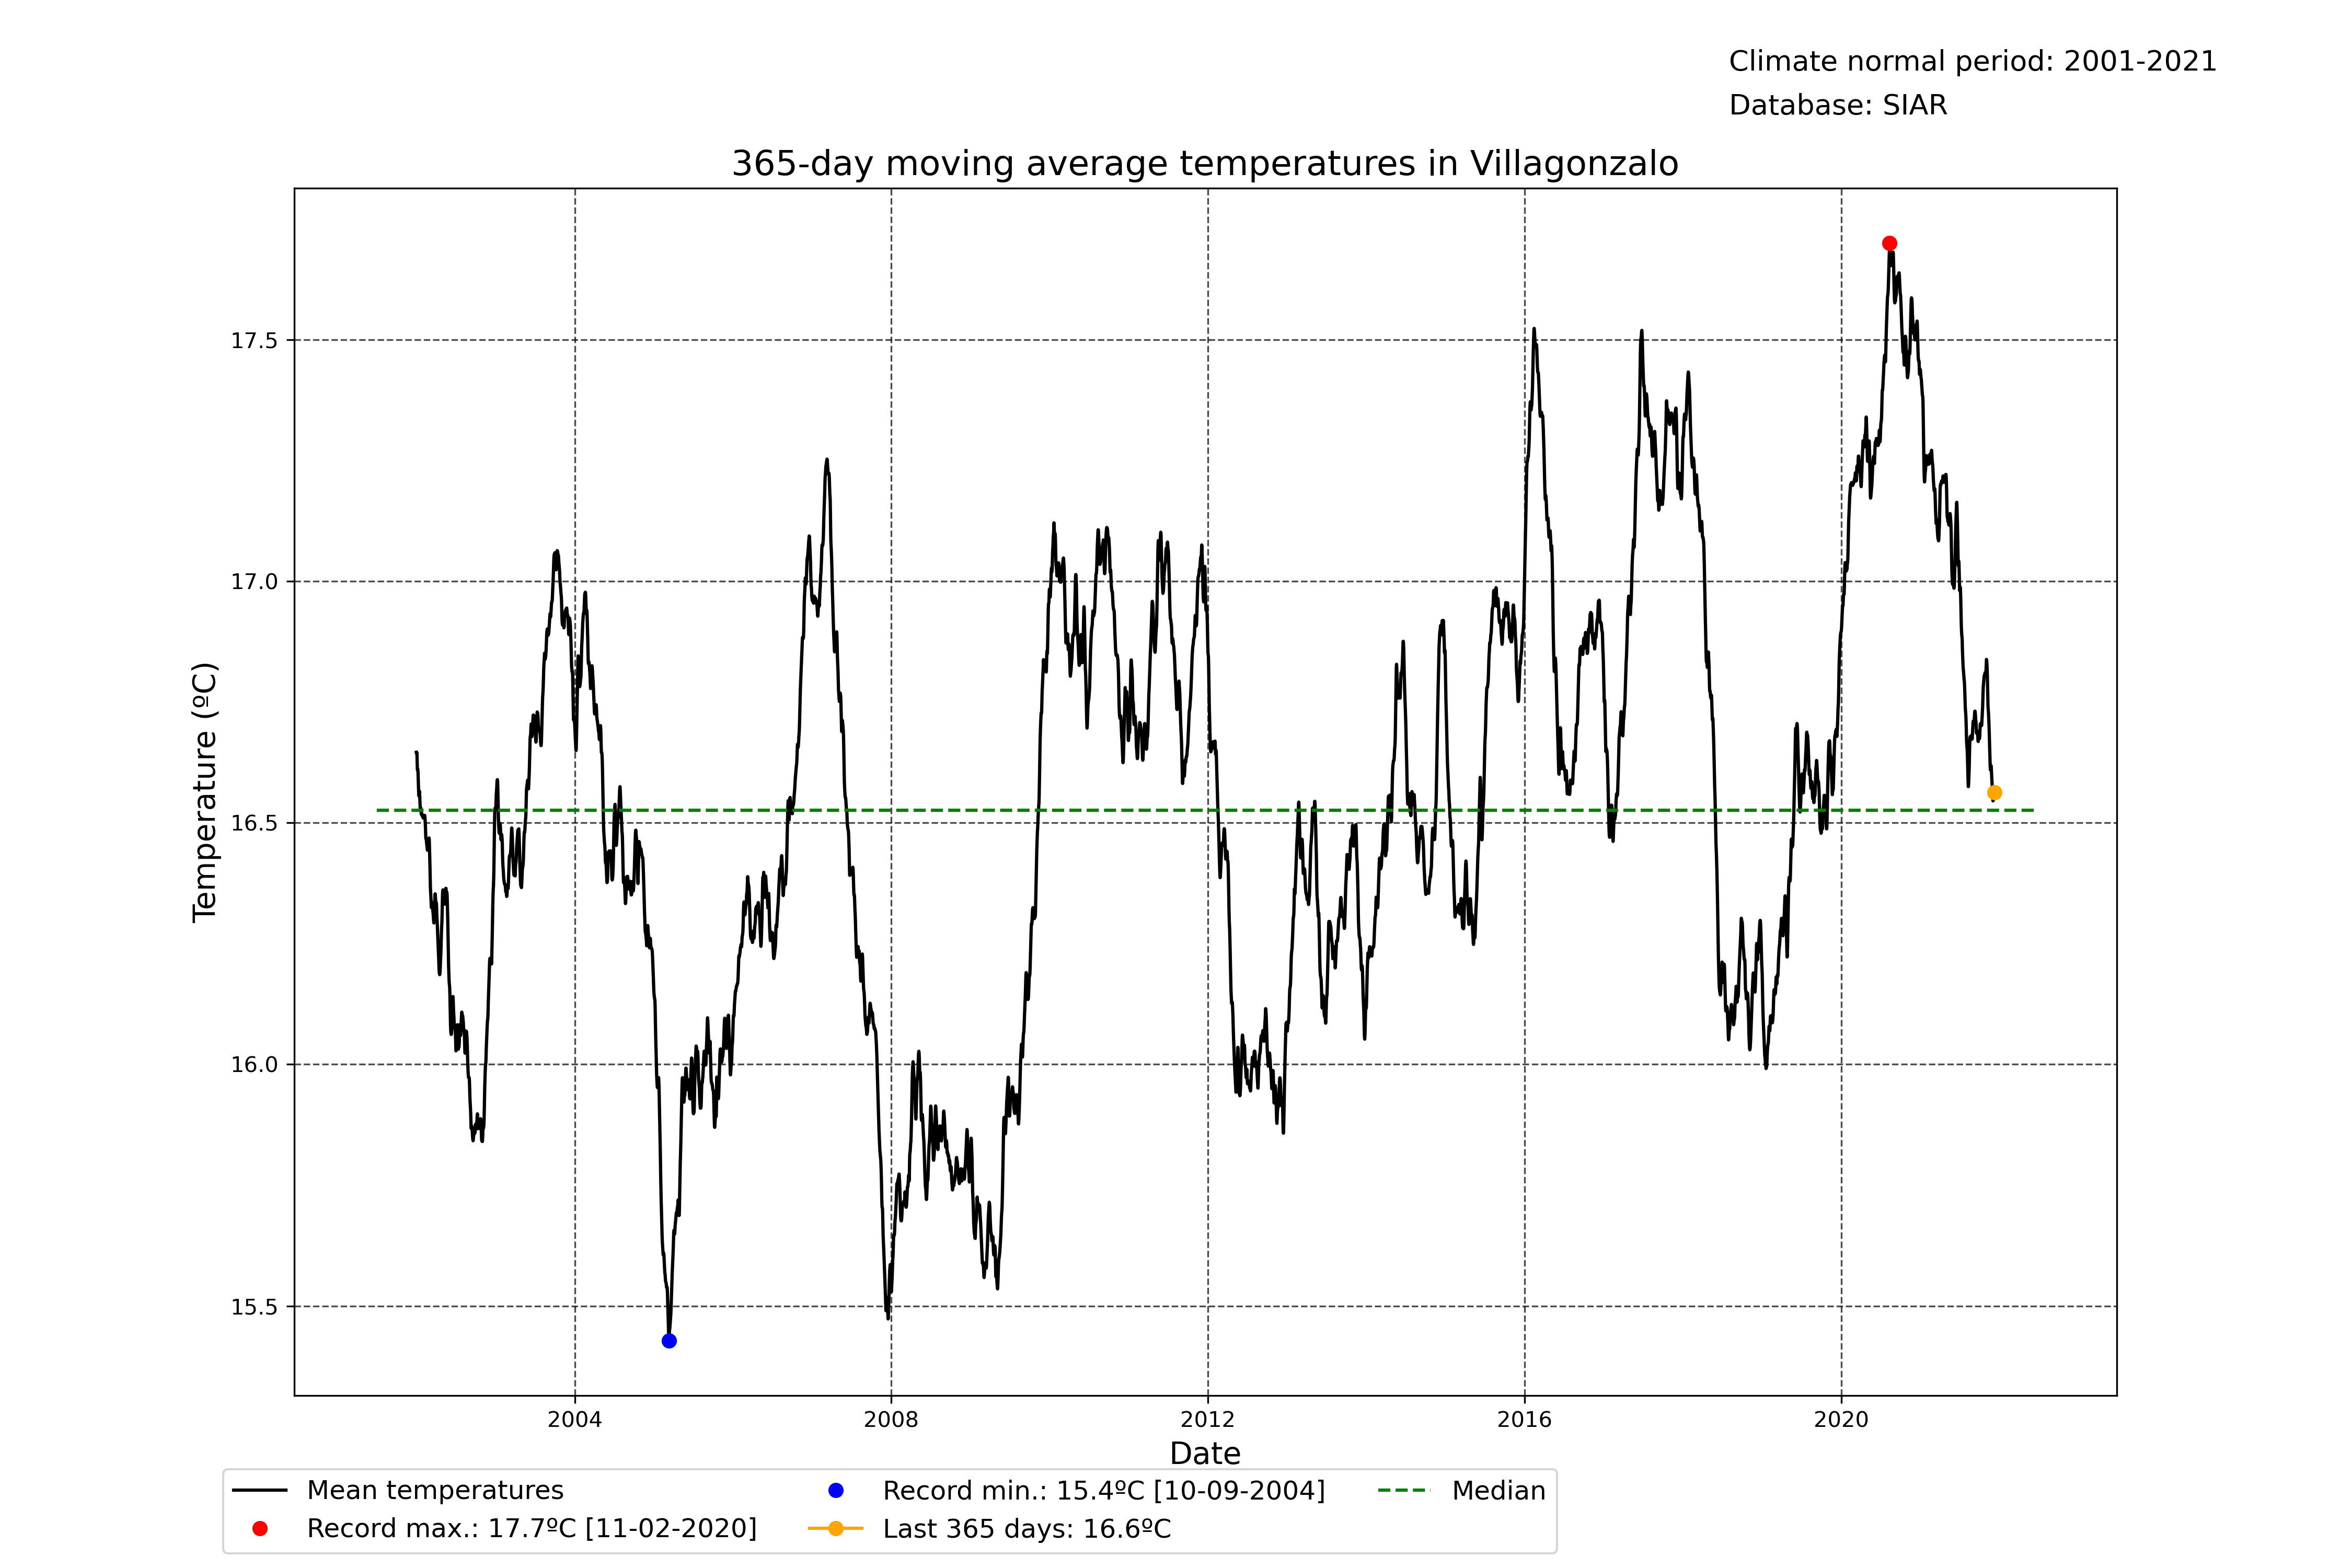 Climate normal period: 2001-2021
Database: SIAR
365-day moving average temperatures in Villagonzalo
17.5
17.0
16.5
16.0
15.5
Temperature (ºC)
2004 2008 2012 2016 2020
Date
Mean temperatures
Record max.: 17.7ºC [11-02-2020]
Record min.: 15.4ºC [10-09-2004]
Last 365 days: 16.6ºC
Median